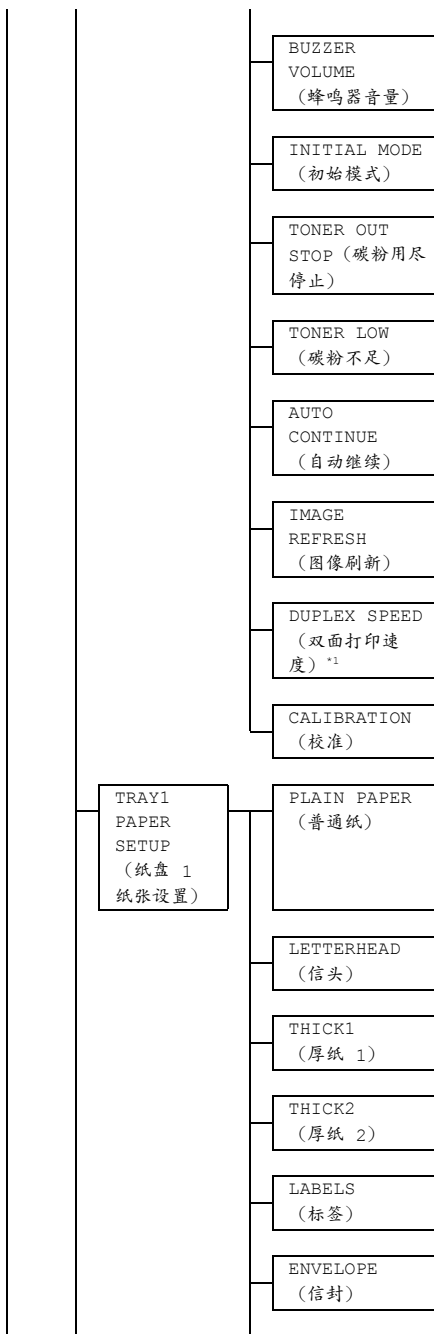 BUZZER
VOLUME
（蜂鸣器音量）
INITIAL MODE
（初始模式）
TONER OUT
STOP（碳粉用尽
停止）
TONER LOW
（碳粉不足）
AUTO
CONTINUE
（自动继续）
IMAGE
REFRESH
（图像刷新）
DUPLEX SPEED
（双面打印速
度）*1
CALIBRATION
（校准）
TRAY1
PAPER
SETUP
（纸盘 1
纸张设置）
PLAIN PAPER
（普通纸）
LETTERHEAD
（信头）
THICK1
（厚纸 1）
THICK2
（厚纸 2）
LABELS
（标签）
ENVELOPE
（信封）